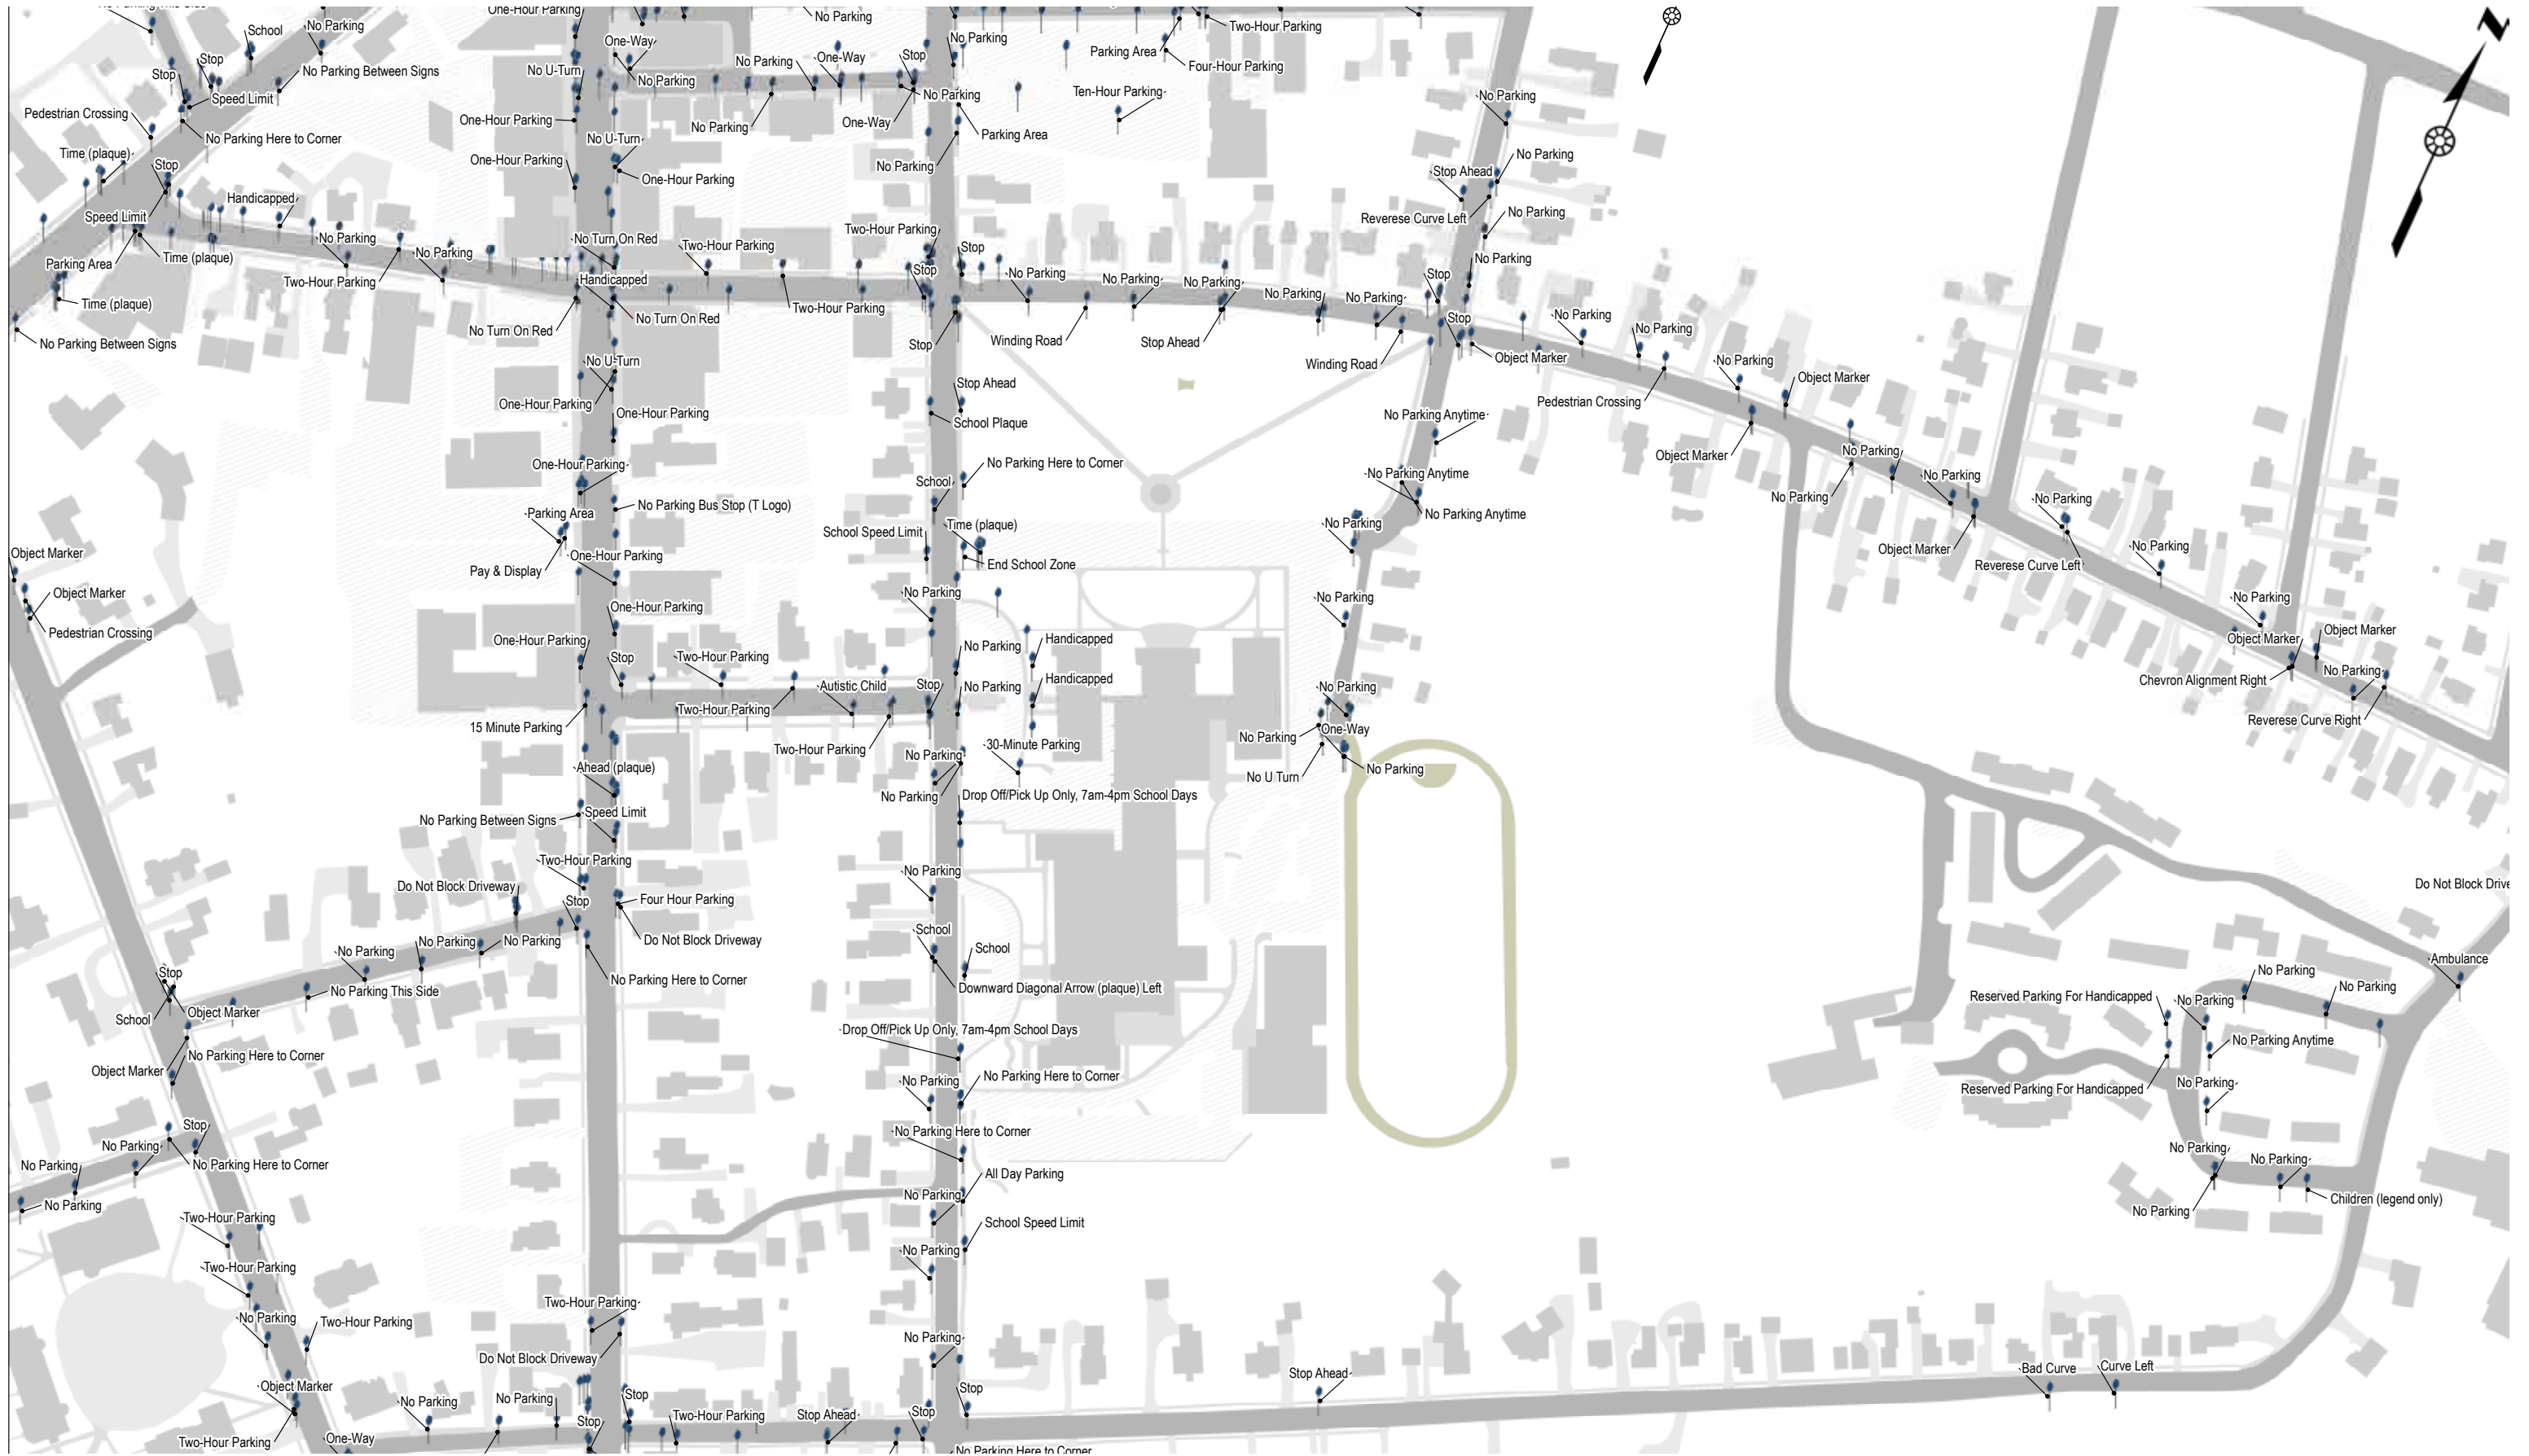 No Parking This Side
One-Hour Parking
No Parking
Two-Hour Parking
School
No Parking
Stop
Stop
No Parking Between Signs
Speed Limit
Pedestrian Crossing
No Parking Here to Corner
Time (plaque)
Stop
Handicapped
Speed Limit
Parking Area
Time (plaque)
Time (plaque)
No Parking Between Signs
No Parking
Two-Hour Parking
No Parking
One-Way
No U-Turn
No Parking
No Parking
One-Way
Stop
No Parking
Parking Area
Four-Hour Parking
N
One-Hour Parking
No Parking
One-Way
No Parking
Ten-Hour Parking
No U-Turn
Parking Area
One-Hour Parking
One-Hour Parking
No Parking
No Parking
No Parking
Stop Ahead
Reverese Curve Left
No Parking
No Parking
No Turn On Red
Two-Hour Parking
Two-Hour Parking
Stop
Stop
Handicapped
No Turn On Red
No Turn On Red
Two-Hour Parking
No Parking
No Parking
No Parking
No Parking
No Parking
Stop
Stop
Stop
Winding Road
Stop Ahead
Winding Road
Object Marker
No Parking
No Parking
No Parking
Object Marker
Pedestrian Crossing
Object Marker
No U-Turn
One-Hour Parking
One-Hour Parking
Stop Ahead
School Plaque
No Parking Anytime
No Parking
No Parking
No Parking
No Parking
One-Hour Parking
No Parking Here to Corner
School
No Parking Anytime
No Parking Anytime
No Parking Bus Stop (T Logo)
Parking Area
School Speed Limit
Time (plaque)
No Parking
Object Marker
Reverese Curve Left
No Parking
One-Hour Parking
Pay & Display
End School Zone
Object Marker
Object Marker
Pedestrian Crossing
No Parking
No Parking
No Parking
One-Hour Parking
One-Hour Parking
Stop
Two-Hour Parking
No Parking
Handicapped
Object Marker
Object Marker
No Parking
Chevron Alignment Right
Reverese Curve Right
Autistic Child
Stop
No Parking
Handicapped
No Parking
Two-Hour Parking
15 Minute Parking
Two-Hour Parking
No Parking
30-Minute Parking
No Parking
One-Way
No U Turn
No Parking
Ahead (plaque)
No Parking
Drop Off/Pick Up Only, 7am-4pm School Days
No Parking Between Signs
Speed Limit
Two-Hour Parking
Do Not Block Driveway
Stop
Four Hour Parking
Do Not Block Driveway
No Parking
Do Not Block Drive
No Parking
No Parking
No Parking
No Parking This Side
No Parking Here to Corner
School
School
Downward Diagonal Arrow (plaque) Left
Ambulance
Stop
School
Object Marker
No Parking
No Parking
Reserved Parking For Handicapped
No Parking
No Parking Anytime
Drop Off/Pick Up Only, 7am-4pm School Days
Object Marker
No Parking Here to Corner
No Parking
No Parking Here to Corner
Reserved Parking For Handicapped
No Parking
No Parking Here to Corner
Stop
No Parking
No Parking Here to Corner
No Parking
No Parking
All Day Parking
No Parking
No Parking
No Parking
No Parking
Children (legend only)
Two-Hour Parking
School Speed Limit
No Parking
Two-Hour Parking
No Parking
Two-Hour Parking
Two-Hour Parking
Do Not Block Driveway
No Parking
Object Marker
Two-Hour Parking
One-Way
No Parking
No Parking
Stop
Stop
Two-Hour Parking
Stop Ahead
Stop
Stop
No Parking Here to Corner
Stop Ahead
Bad Curve
Curve Left